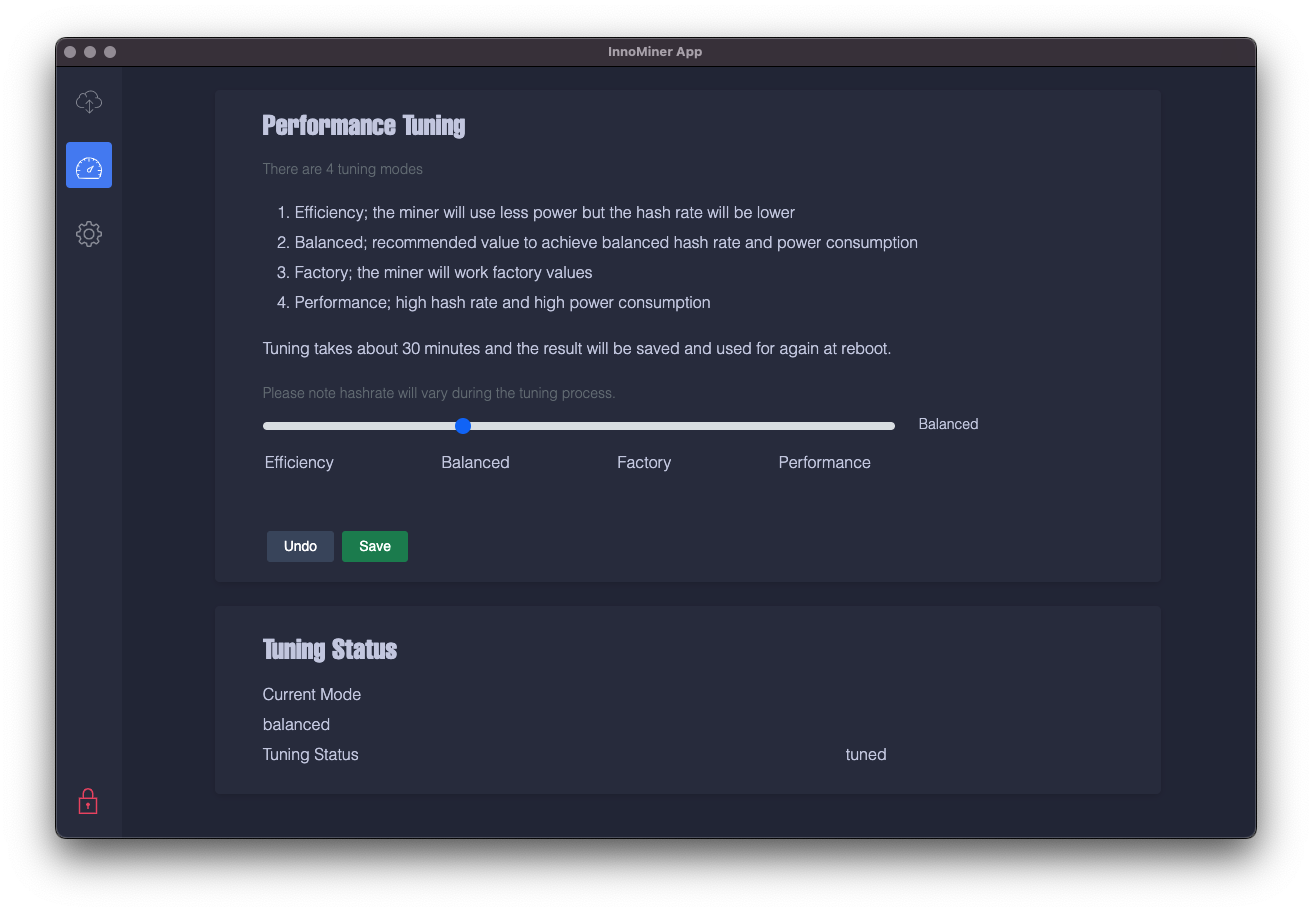 InnoMiner App
Performance Tuning
There are 4 tuning modes
1. Efficiency; the miner will use less power but the hash rate will be lower
2. Balanced; recommended value to achieve balanced hash rate and power consumption
3. Factory; the miner will work factory values
4. Performance; high hash rate and high power consumption
Tuning takes about 30 minutes and the result will be saved and used for again at reboot.
Please note hashrate will vary during the tuning process.
Balanced
Efficiency Balanced Factory Performance
Undo Save
Tuning Status
Current Mode
balanced
Tuning Status tuned